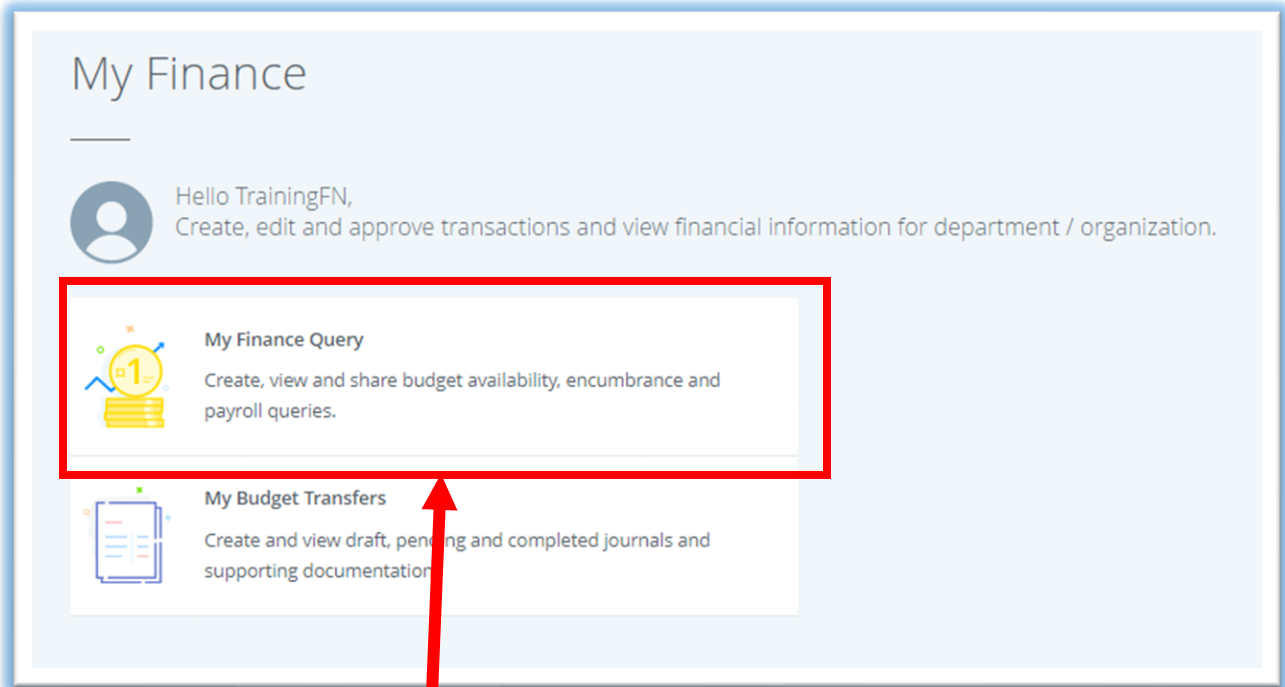 My Finance
Hello TrainingFN,
Create, edit and approve transactions and view financial information for department / organization.
My Finance Query
Create, view and share budget availability, encumbrance and
payroll queries.
1
My Budget Transfers
Create and view draft, pending and completed journals and
supporting documentation